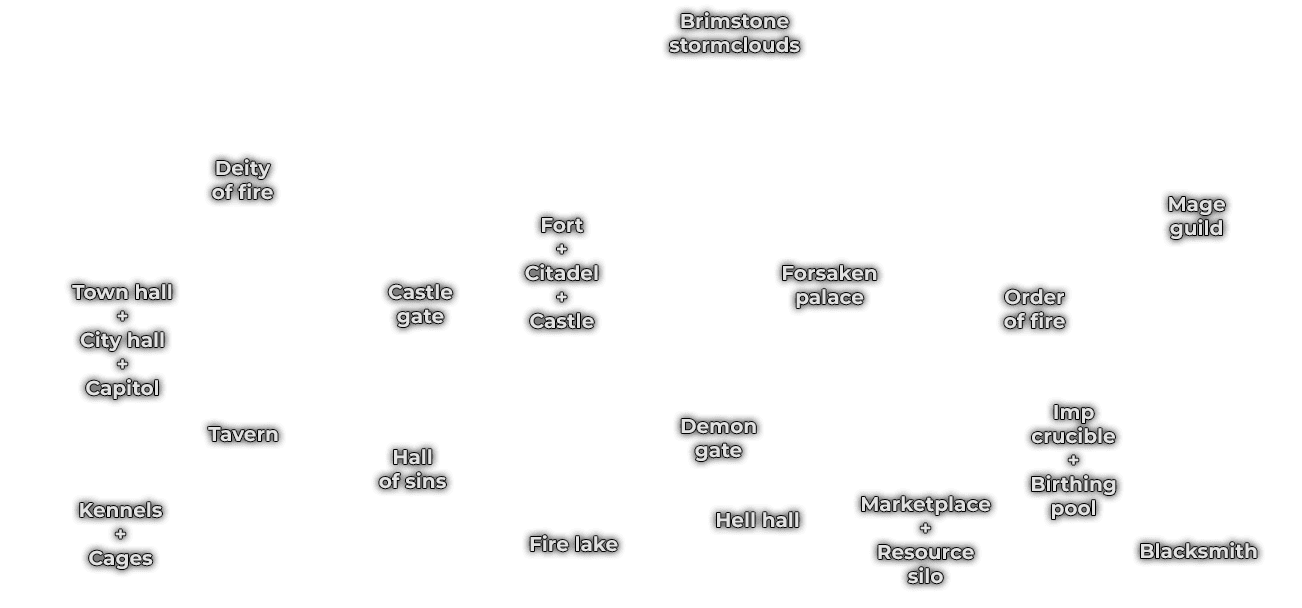 Brimstone
stormclouds
Deity
of fire
Mage
guild
Fort
+
Citadel
+
Castle
Forsaken
palace
Town hall
+
City hall
+
Capitol
Castle
gate
Order
of fire
Tavern
Hall
of sins
Demon
gate
Imp
crucible
+
Birthing
pool
Kennels
+
Cages
Fire lake
Hell hall
Marketplace
+
Resource
silo
Blacksmith